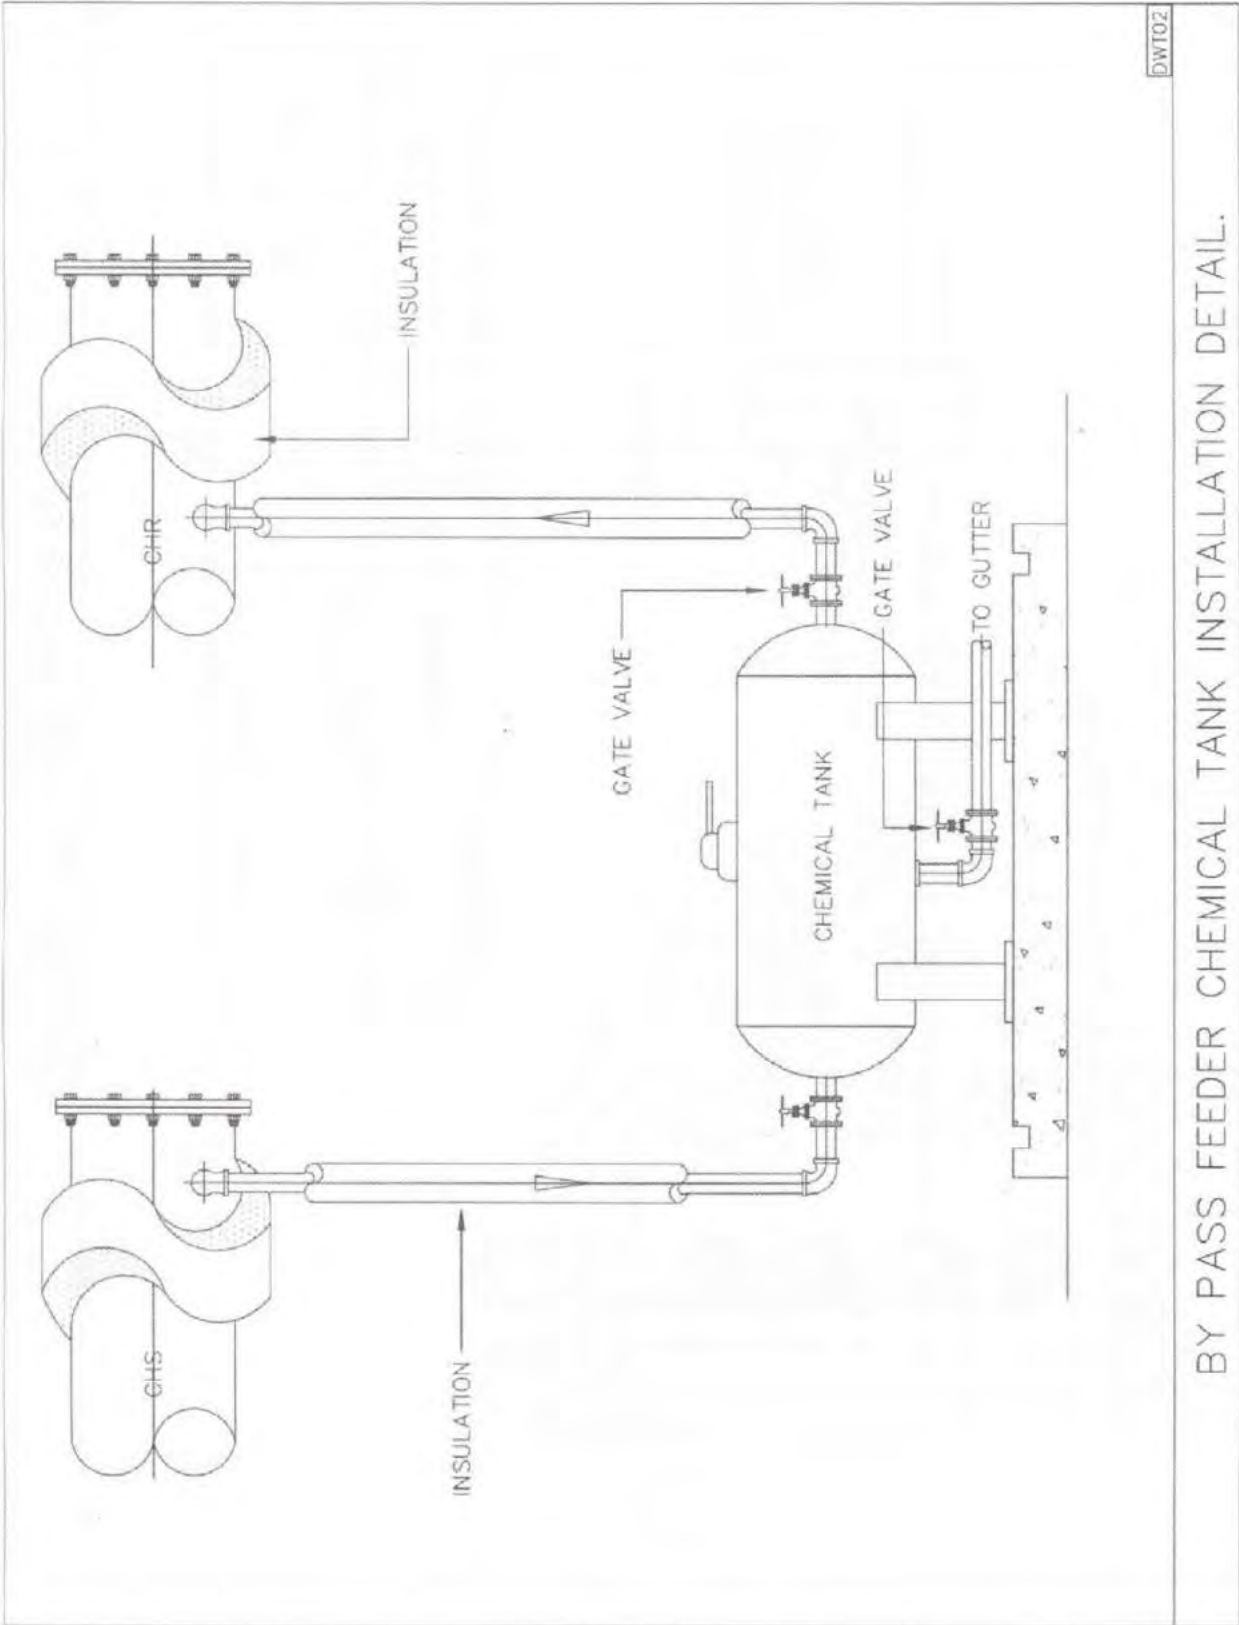 CHS
CHR
INSULATION
INSULATION
GATE VALVE
GATE VALVE
CHEMICAL TANK
TO GUTTER
DWT02
BY PASS FEEDER CHEMICAL TANK INSTALLATION DETAIL.